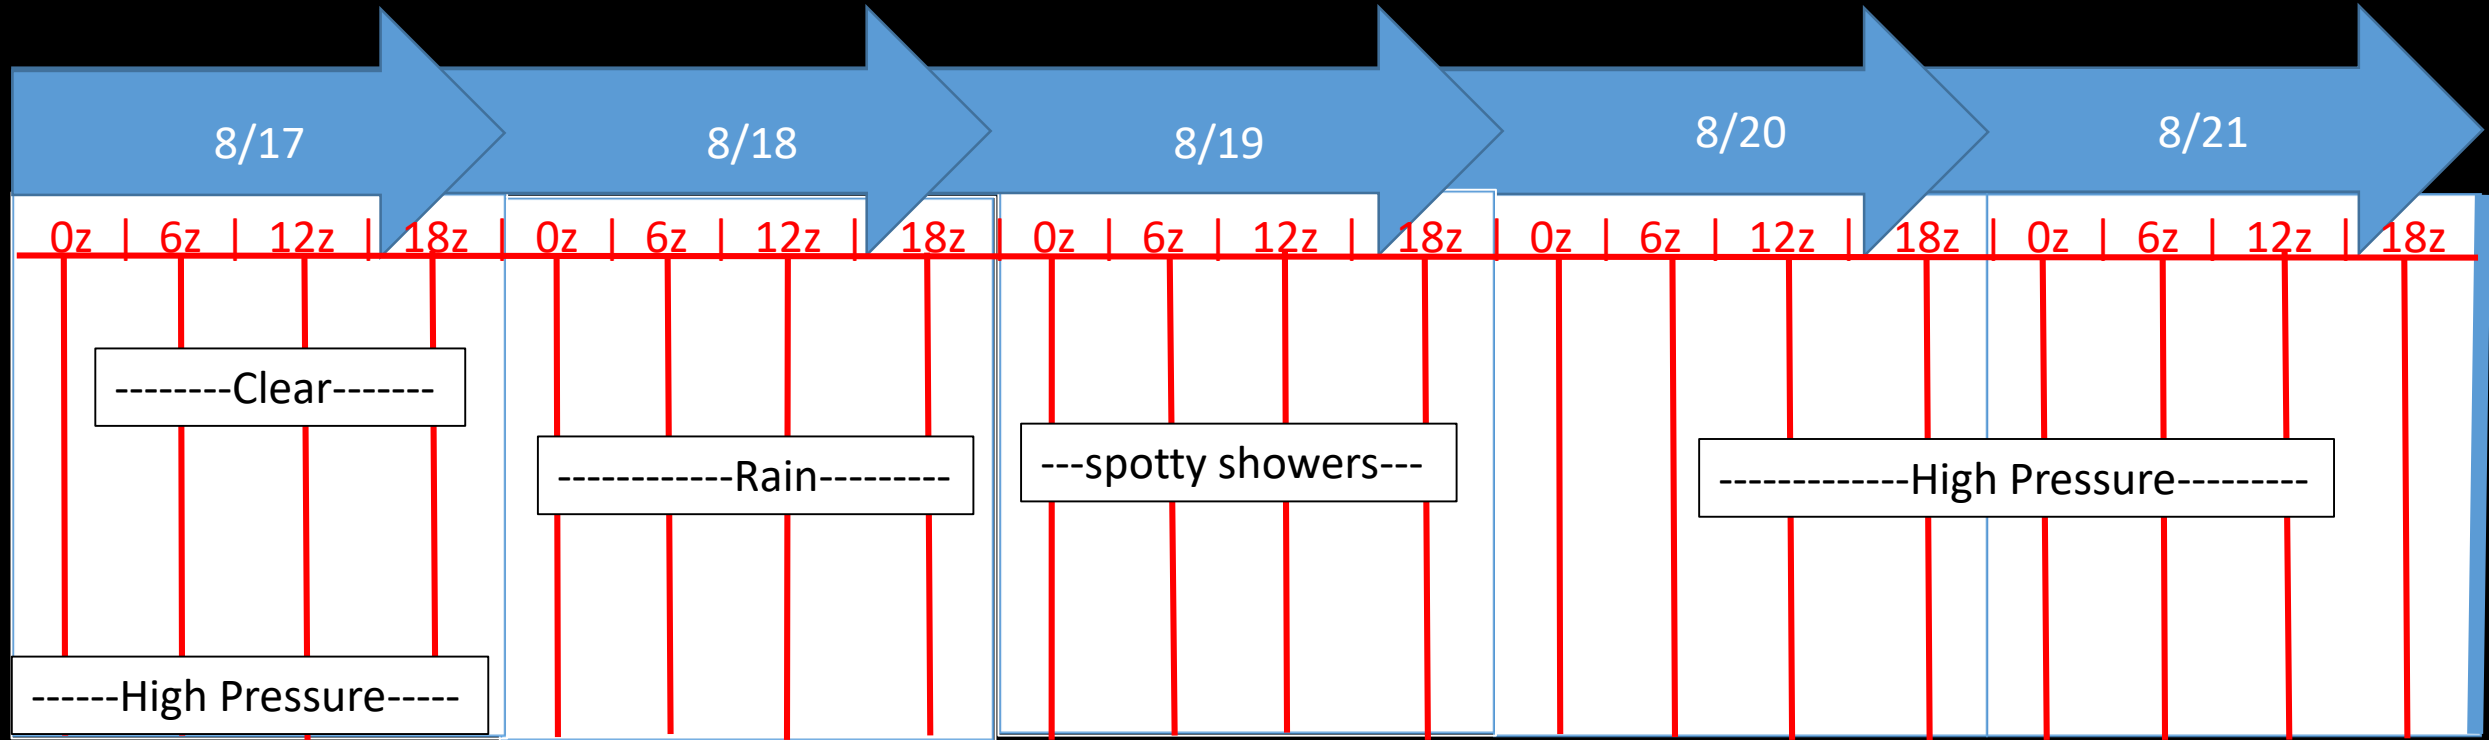 8/17 8/18 8/19 8/20 8/21
0z | 6z | 12z | 18z | 0z | 6z | 12z | 18z | 0z | 6z | 12z | 18z | 0z | 6z | 12z | 18z | 0z | 6z | 12z | 18z
--------Clear-------
-------------Rain---------
---spotty showers---
-------------High Pressure---------
------High Pressure-----